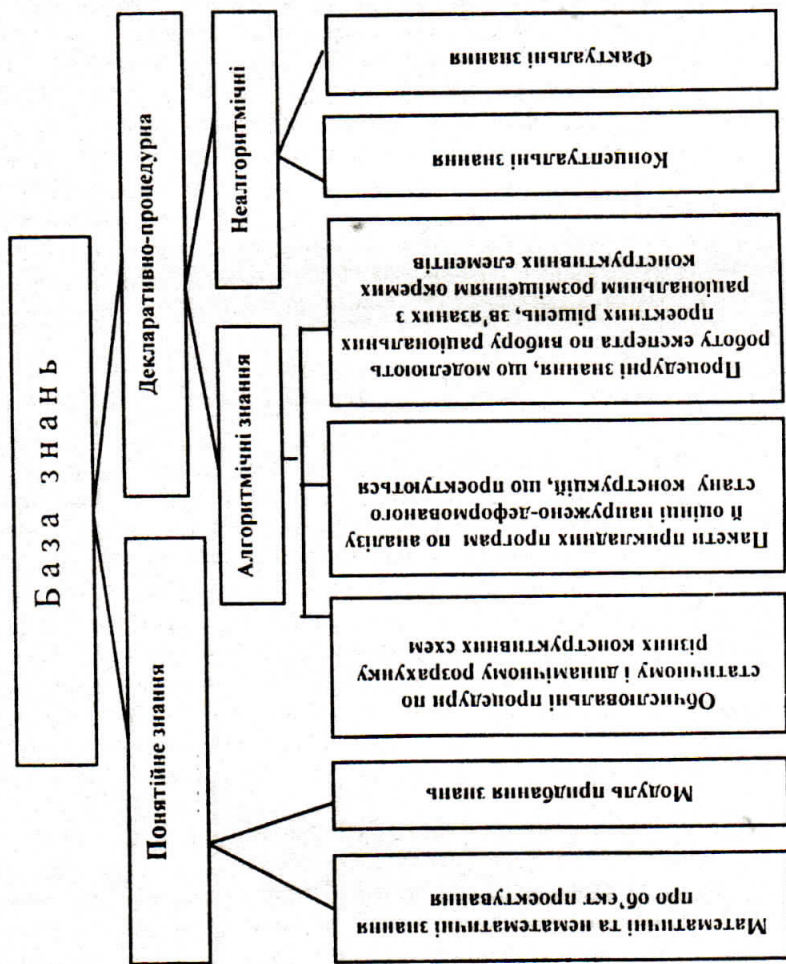 База знань
Понятійне знання
Декларативно-процедурна
Алгоритмічні знання
Неалгоритмічні
Математичні та нематематичні знання
про об'єкт проектування
Модуль придбання знань
Обчислювальні процедури по
статичному і динамічному розрахунку
різних конструктивних схем
Пакети прикладних програм по аналізу
й оцінці напружено-деформованого
стану конструкцій, що проектуються
Процедурні знання, що моделюють
роботу експерта по вибору раціональних
проектних рішень, зв'язаних з
раціональним розміщенням окремих
конструктивних елементів
Концептуальні знання
Фактуальні знання